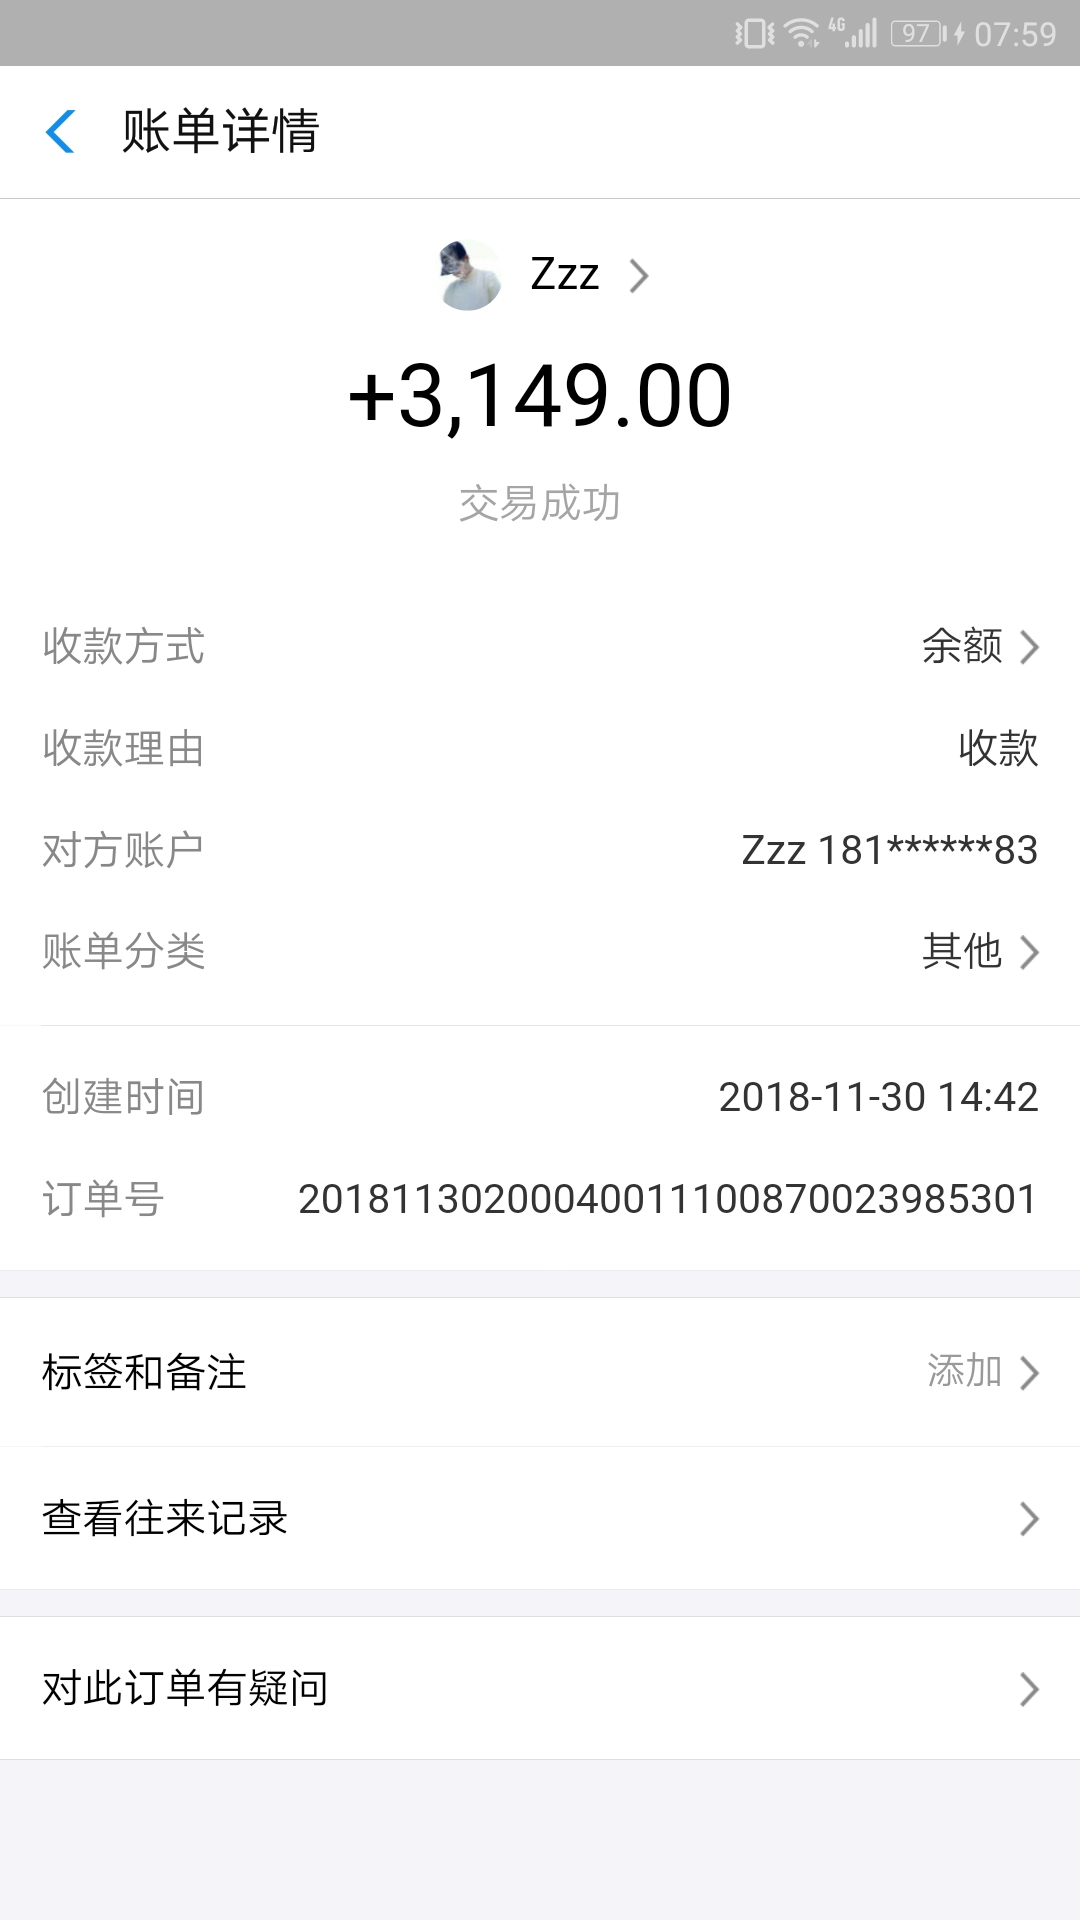 4G 97 07:59
账单详情
Zzz
+3,149.00
交易成功
收款方式 余额
收款理由 收款
对方账户 Zzz 181******83
账单分类 其他
创建时间 2018-11-30 14:42
订单号 20181130200040011100870023985301
标签和备注 添加
查看往来记录
对此订单有疑问